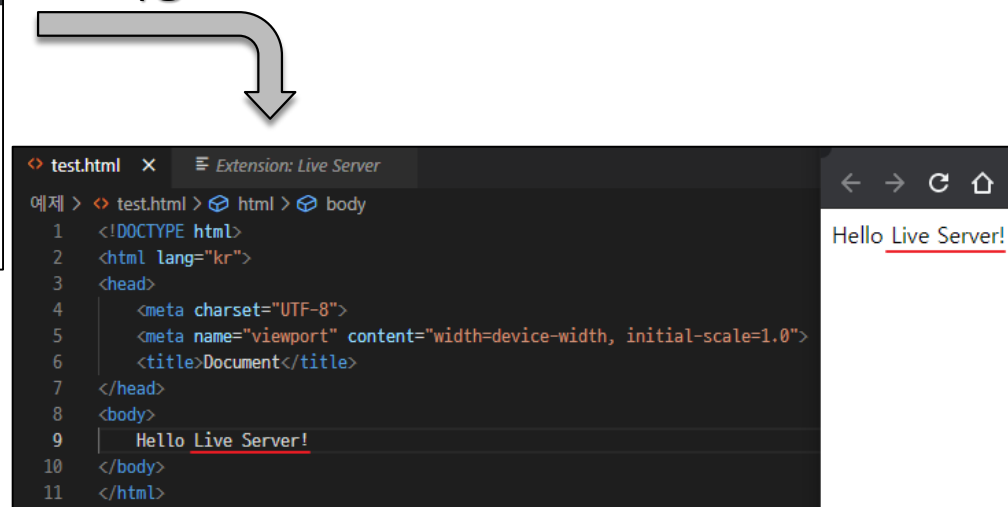 test.html × Extension: Live Server
예제 > test.html > html > body
1 <!DOCTYPE html>
2 <html lang="kr">
3 <head>
4 <meta charset="UTF-8">
5 <meta name="viewport" content="width=device-width, initial-scale=1.0">
6 <title>Document</title>
7 </head>
8 <body>
9 Hello Live Server!
10 </body>
11 </html>
Hello Live Server!